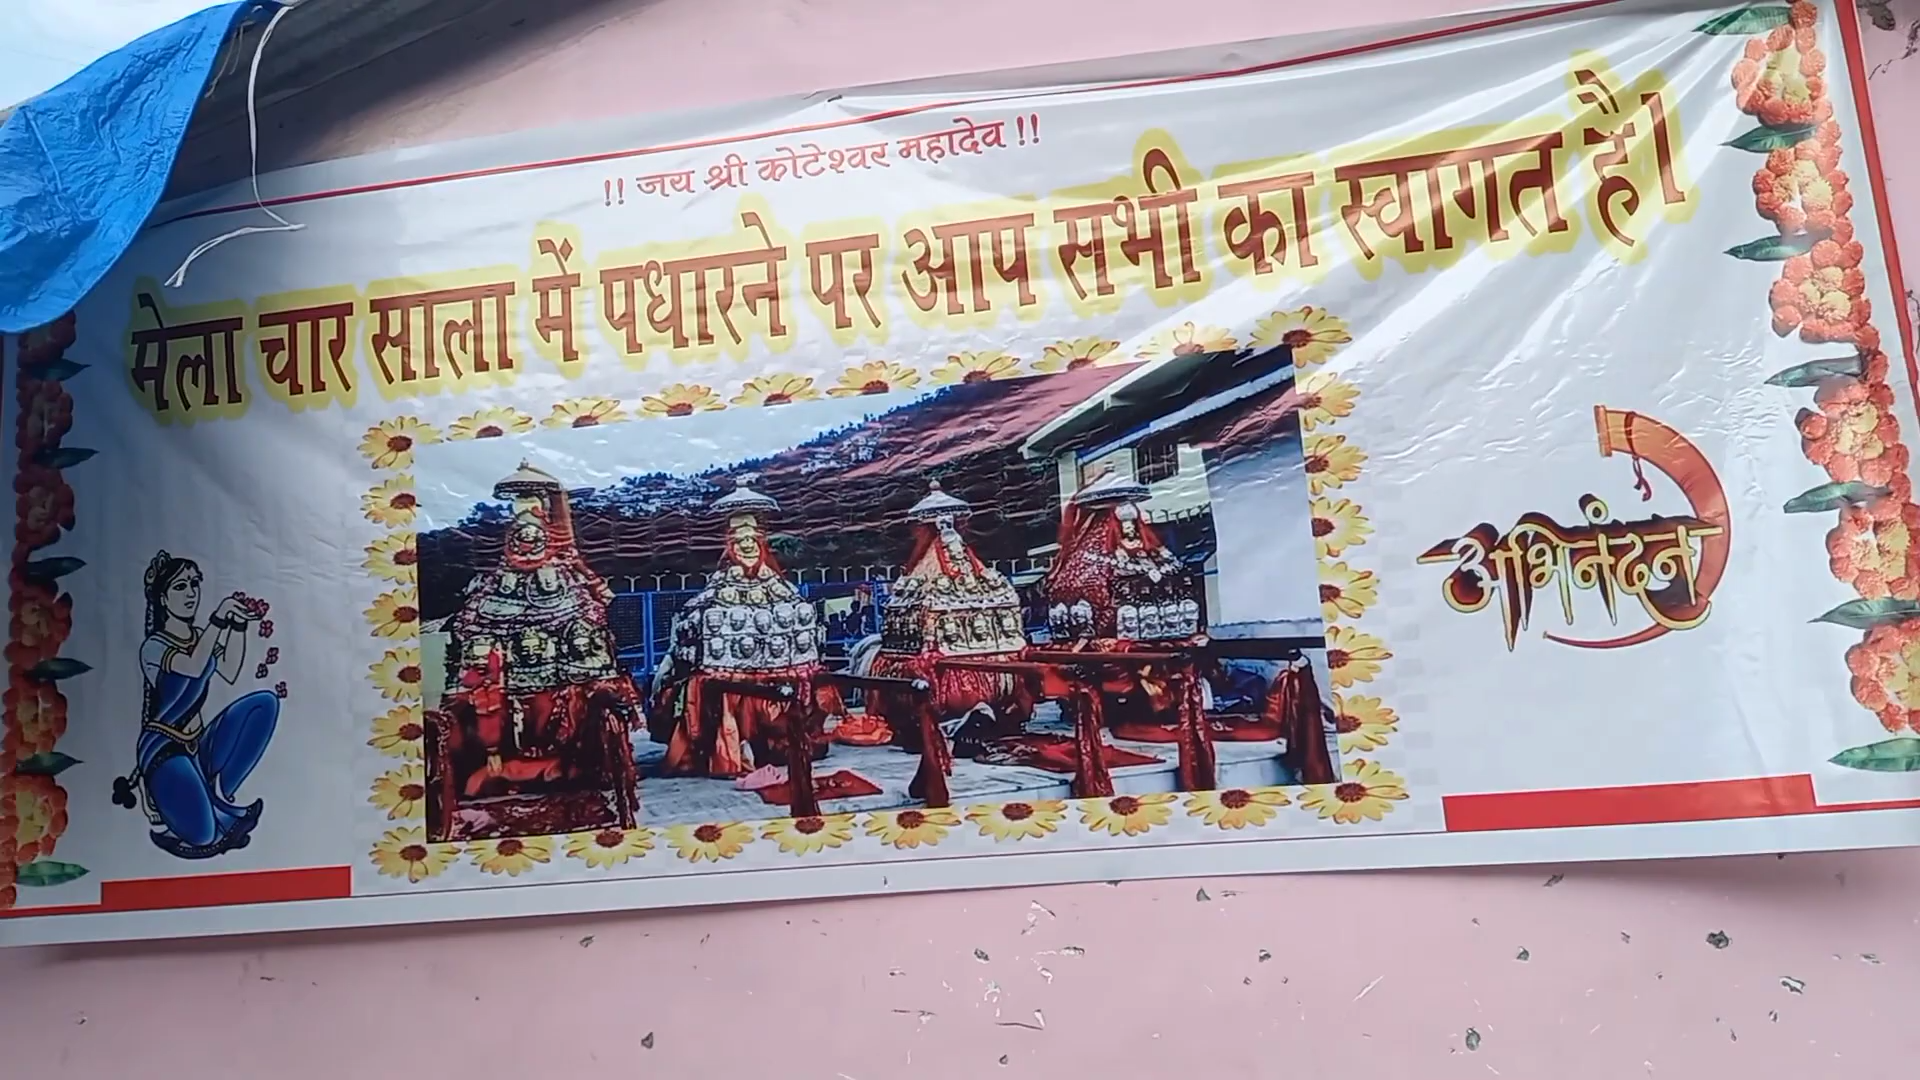 !! जय श्री कोटेश्वर महादेव !!
मेला चार साला में पधारने पर आप सभी का स्वागत है।
अभिनंदन